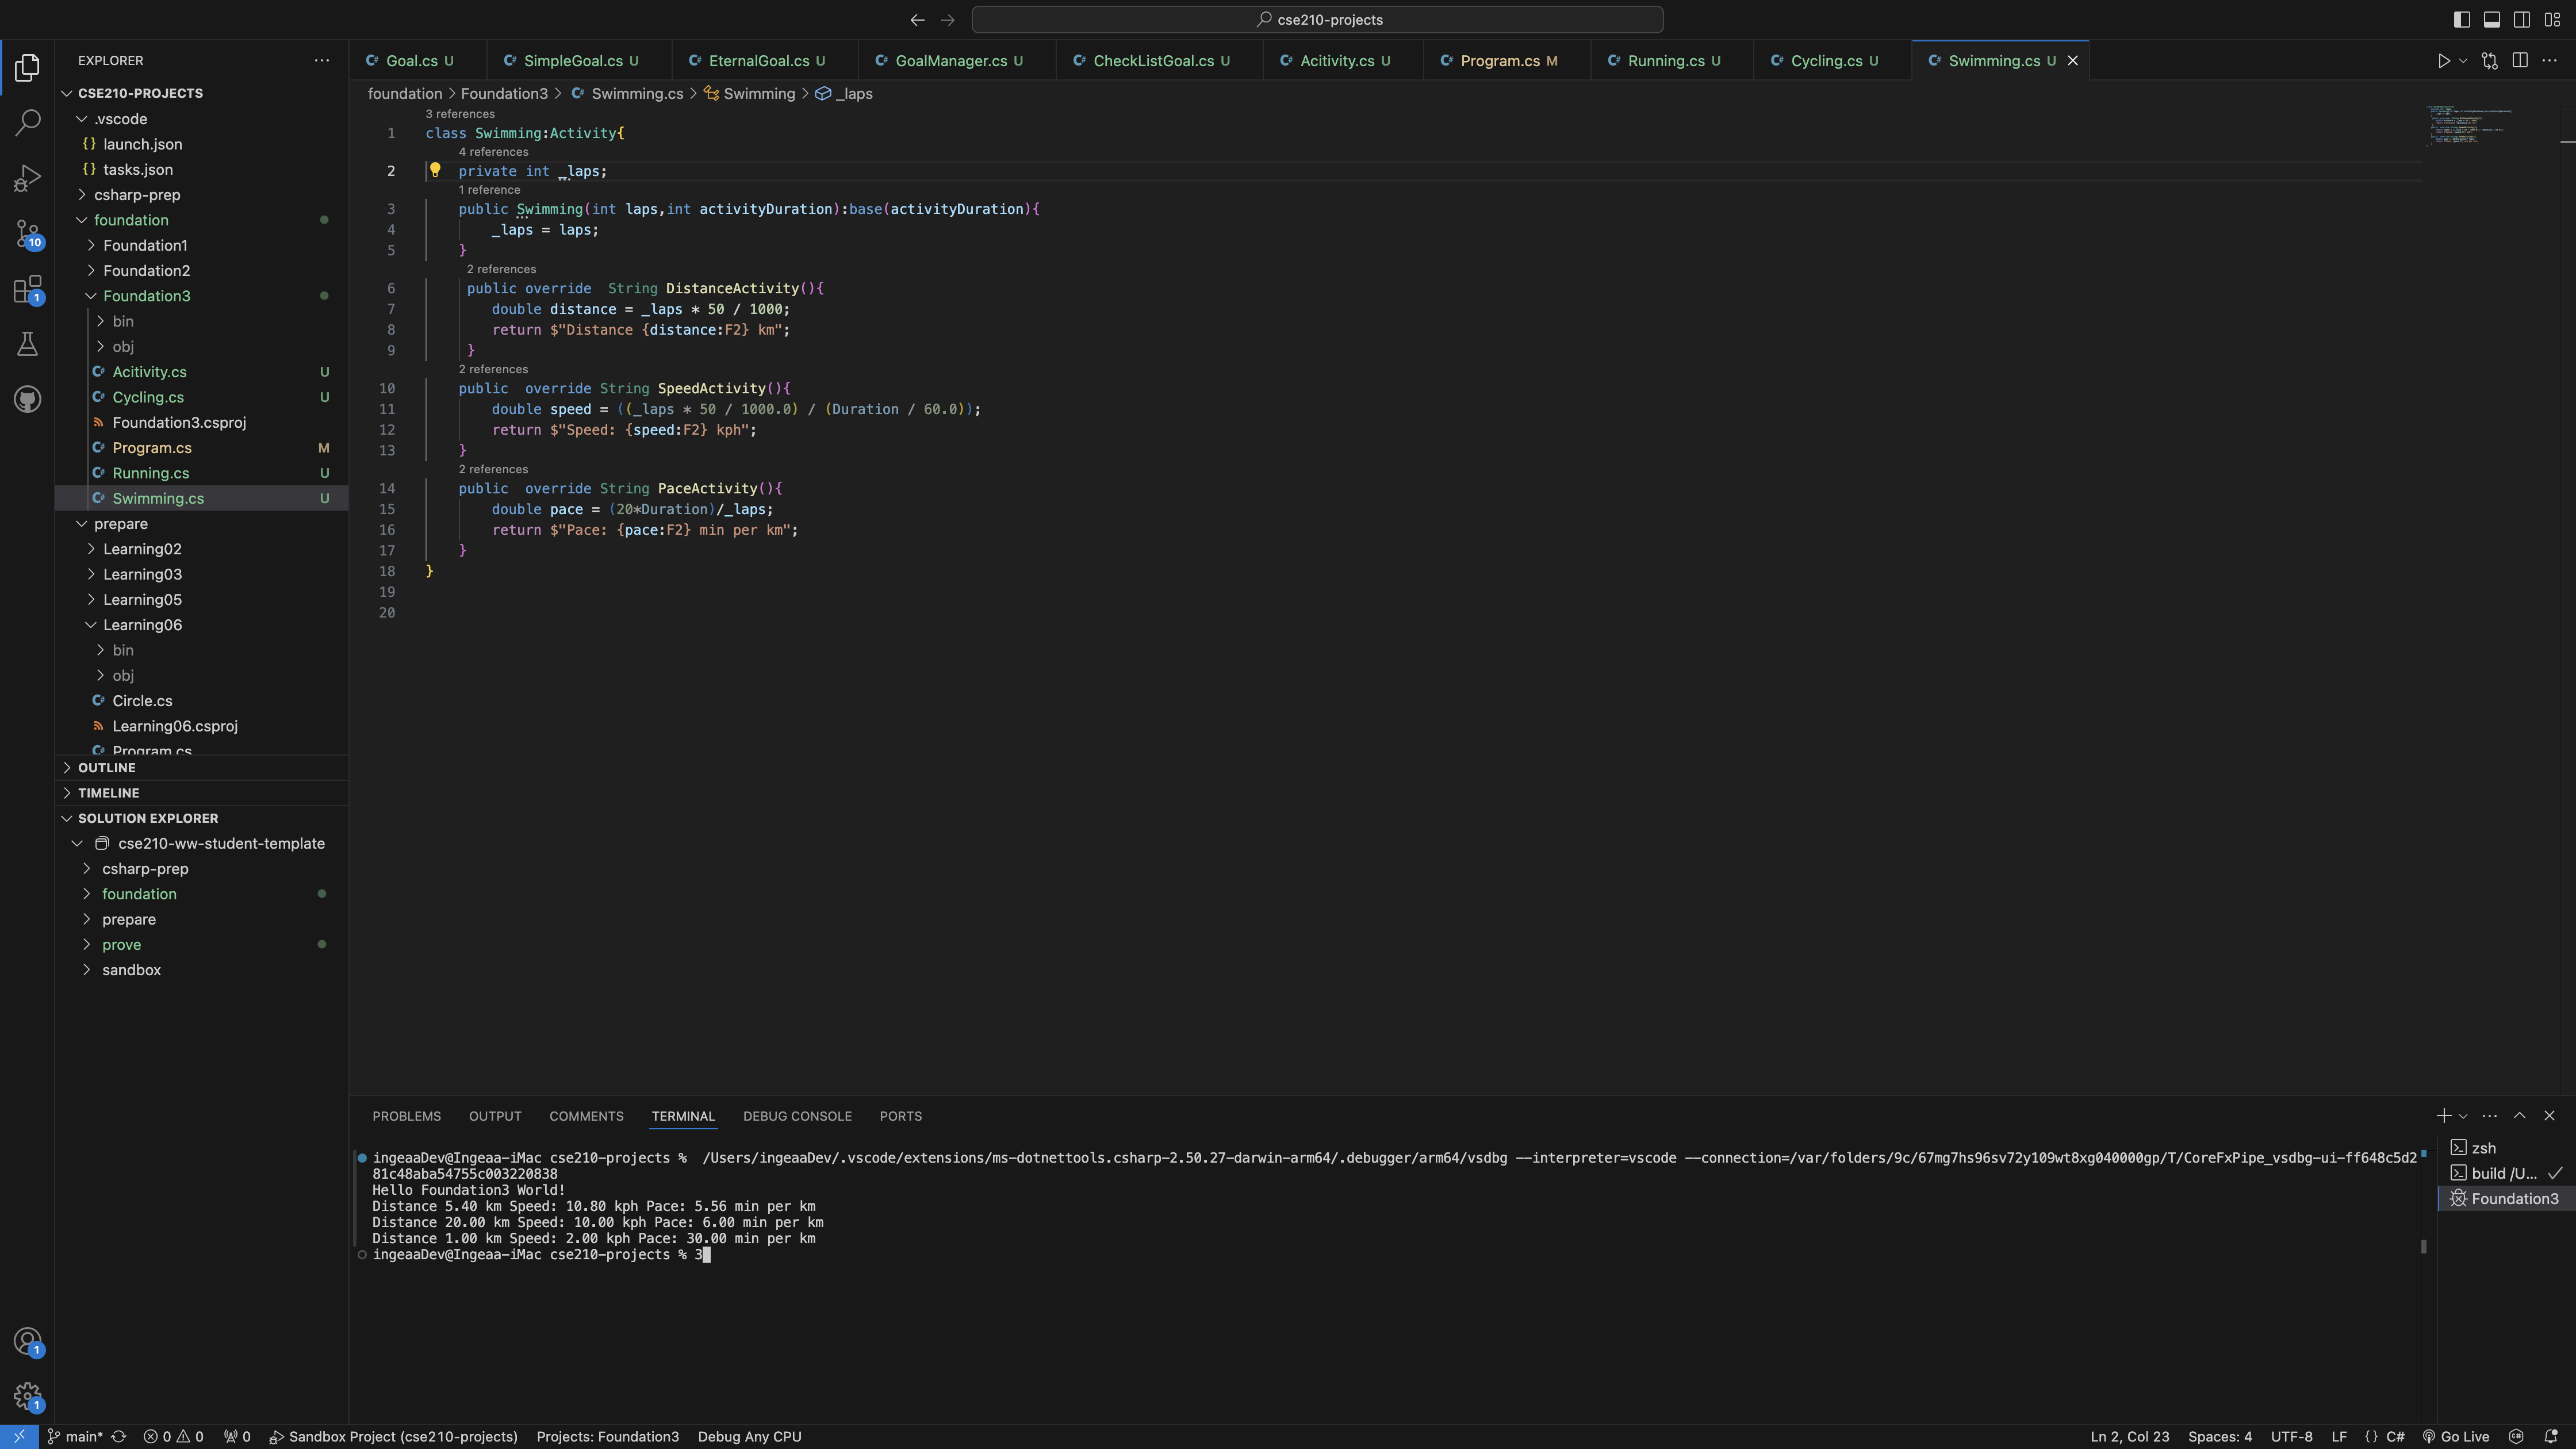 cse210-projects
EXPLORER
Goal.cs U
SimpleGoal.cs U
EternalGoal.cs U
GoalManager.cs U
CheckListGoal.cs U
Acitivity.cs U
Program.cs M
Running.cs U
Cycling.cs U
Swimming.cs U
foundation > Foundation3 > Swimming.cs > Swimming > _laps
CSE210-PROJECTS
.vscode
launch.json
tasks.json
csharp-prep
foundation
Foundation1
Foundation2
Foundation3
bin
obj
Acitivity.cs U
Cycling.cs U
Foundation3.csproj
Program.cs M
Running.cs U
Swimming.cs U
prepare
Learning02
Learning03
Learning05
Learning06
bin
obj
Circle.cs
Learning06.csproj
Program.cs
OUTLINE
TIMELINE
SOLUTION EXPLORER
cse210-ww-student-template
csharp-prep
foundation
prepare
prove
sandbox
10
1
1
1
3 references
1 class Swimming:Activity{
4 references
2 private int _laps;
1 reference
3 public Swimming(int laps,int activityDuration):base(activityDuration){
4 _laps = laps;
5 }
2 references
6 public override  String DistanceActivity(){
7 double distance = _laps * 50 / 1000;
8 return $"Distance {distance:F2} km";
9 }
2 references
10 public  override String SpeedActivity(){
11 double speed = ((_laps * 50 / 1000.0) / (Duration / 60.0));
12 return $"Speed: {speed:F2} kph";
13 }
2 references
14 public  override String PaceActivity(){
15 double pace = (20*Duration)/_laps;
16 return $"Pace: {pace:F2} min per km";
17 }
18 }
19
20
PROBLEMS OUTPUT COMMENTS TERMINAL DEBUG CONSOLE PORTS
ingeaaDev@Ingeaa-iMac cse210-projects %  /Users/ingeaaDev/.vscode/extensions/ms-dotnettools.csharp-2.50.27-darwin-arm64/.debugger/arm64/vsdbg --interpreter=vscode --connection=/var/folders/9c/67mg7hs96sv72y109wt8xg040000gp/T/CoreFxPipe_vsdbg-ui-ff648c5d2
81c48aba54755c003220838
Hello Foundation3 World!
Distance 5.40 km Speed: 10.80 kph Pace: 5.56 min per km
Distance 20.00 km Speed: 10.00 kph Pace: 6.00 min per km
Distance 1.00 km Speed: 2.00 kph Pace: 30.00 min per km
ingeaaDev@Ingeaa-iMac cse210-projects % 3
zsh
build /U...
Foundation3
main* 0 0 0 Sandbox Project (cse210-projects) Projects: Foundation3 Debug Any CPU
Ln 2, Col 23 Spaces: 4 UTF-8 LF {} C# Go Live